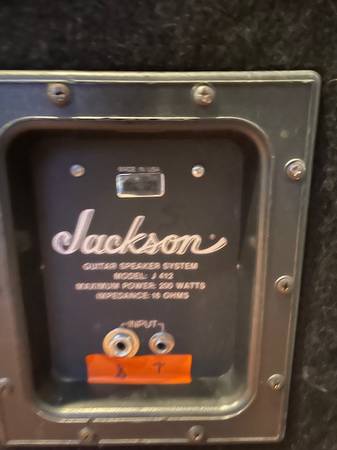 MADE IN USA
Jackson
GUITAR SPEAKER SYSTEM
MODEL: J 412
MAXIMUM POWER: 200 WATTS
IMPEDANCE: 16 OHMS
INPUT